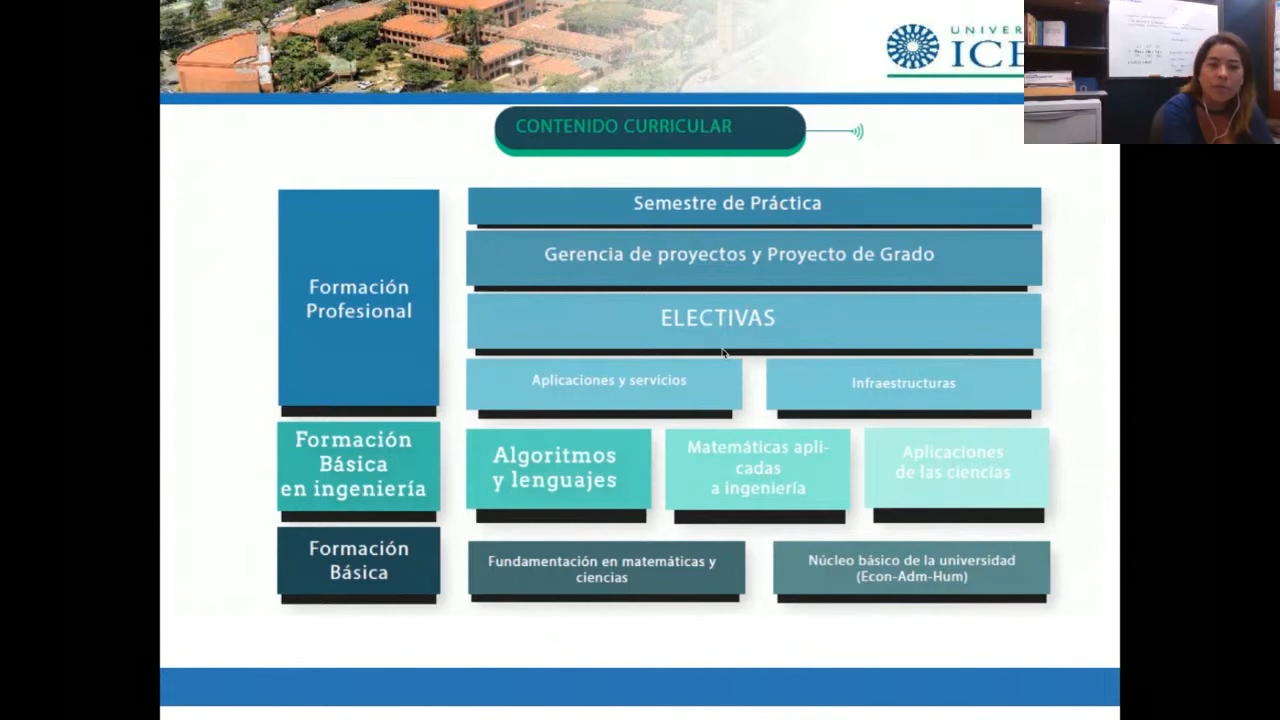 UNIVER
ICE
CONTENIDO CURRICULAR
Formación
Profesional
Semestre de Práctica
Gerencia de proyectos y Proyecto de Grado
ELECTIVAS
Aplicaciones y servicios
Infraestructuras
Formación
Básica
en ingeniería
Algoritmos
y lenguajes
Matemáticas apli-
cadas
a ingeniería
Aplicaciones
de las ciencias
Formación
Básica
Fundamentación en matemáticas y
ciencias
Núcleo básico de la universidad
(Econ-Adm-Hum)